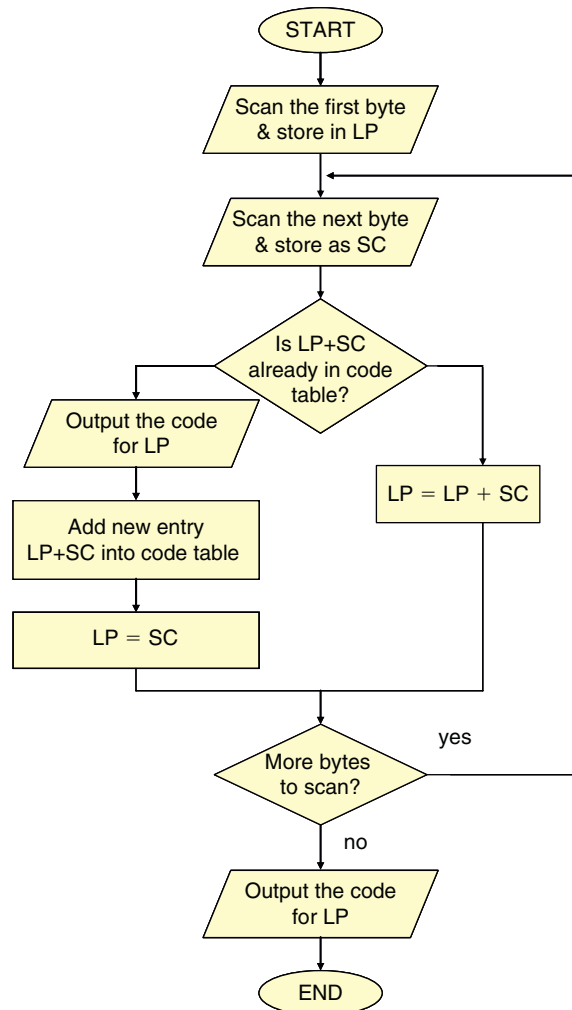 START
Scan the first byte
& store in LP
Scan the next byte
& store as SC
Is LP+SC
already in code
table?
Output the code
for LP
Add new entry
LP+SC into code table
LP = SC
LP = LP + SC
More bytes
to scan?
yes
no
Output the code
for LP
END